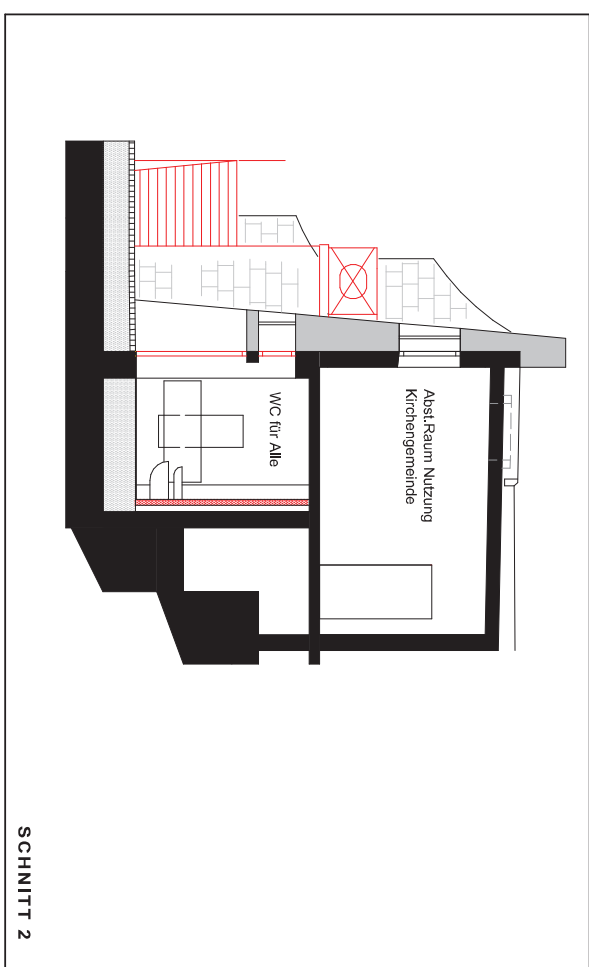 Abst.Raum Nutzung
Kirchengemeinde
WC für Alle
SCHNITT 2